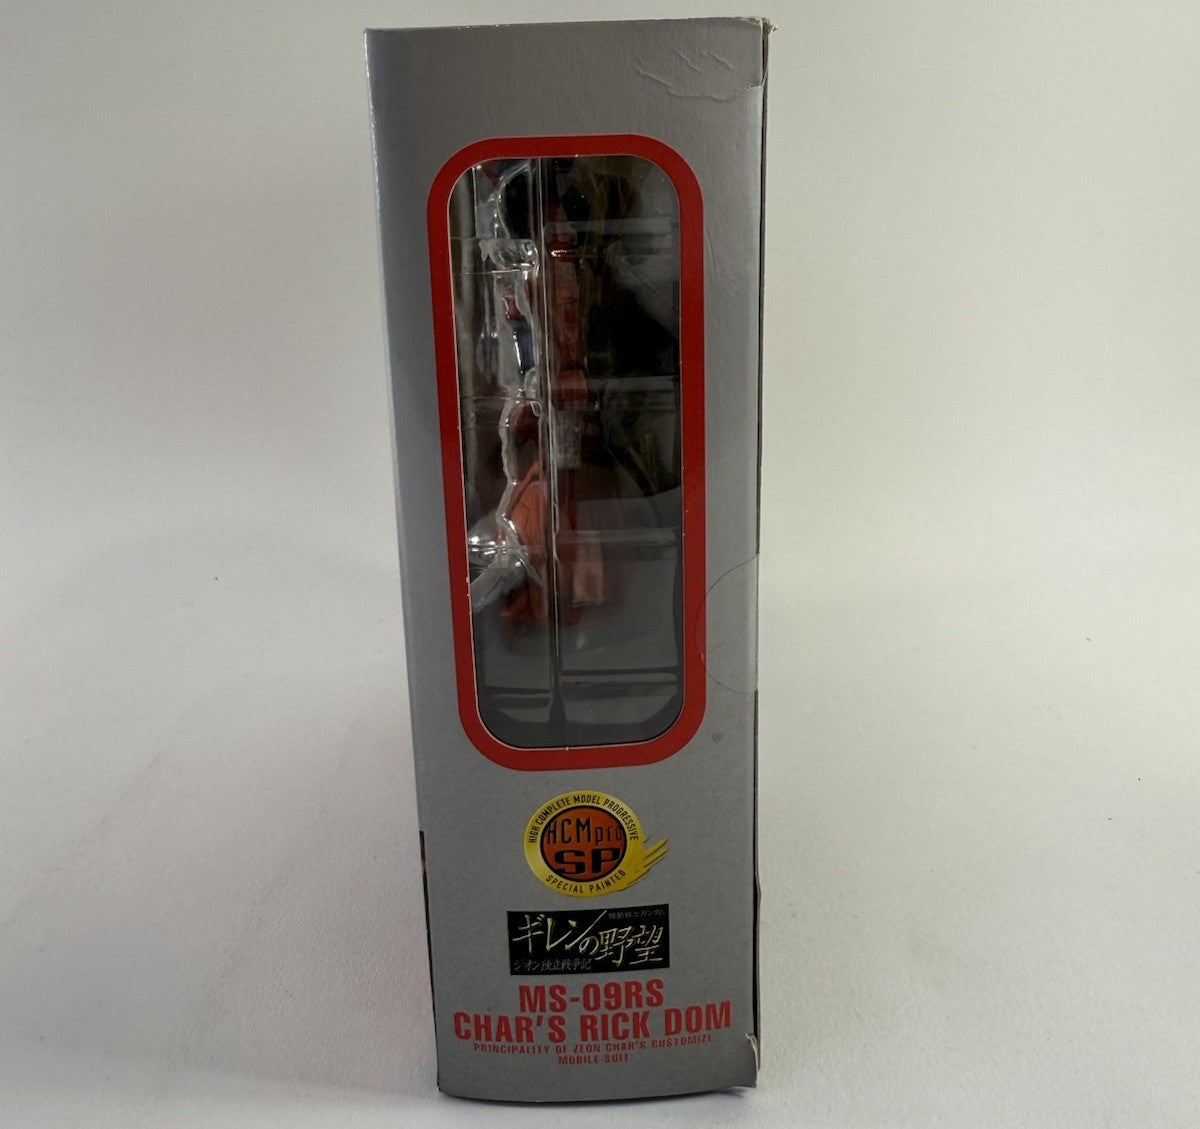 HIGH COMPLETE MODEL PROGRESSIVE
HCMpro
SP
SPECIAL PAINTED
機動戦士ガンダム
ギレンの野望
ジオン独立戦争記
MS-09RS
CHAR'S RICK DOM
PRINCIPALITY OF ZEON CHAR'S CUSTOMIZE
MOBILE SUIT